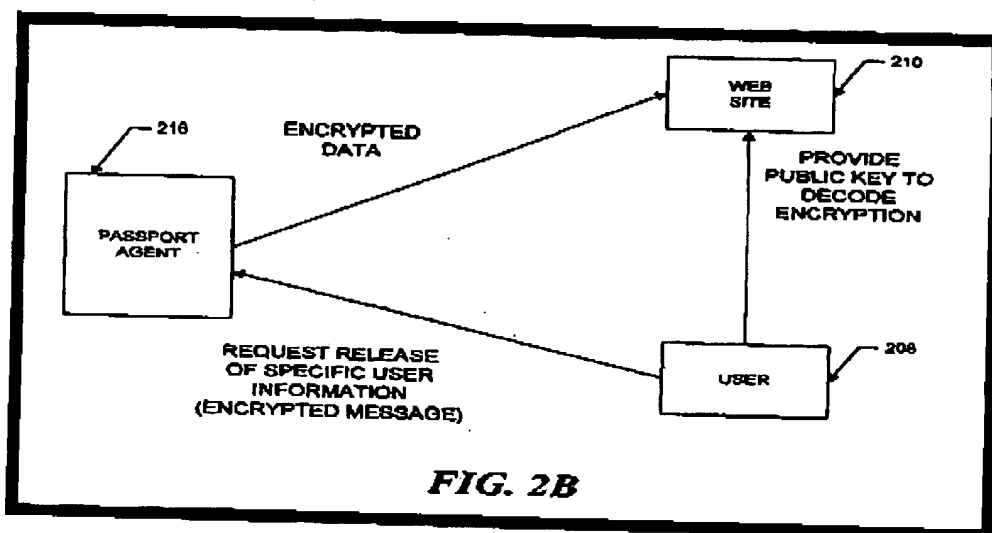 210
WEB
SITE
216
ENCRYPTED
DATA
PROVIDE
PUBLIC KEY TO
DECODE
ENCRYPTION
PASSPORT
AGENT
REQUEST RELEASE
OF SPECIFIC USER
INFORMATION
(ENCRYPTED MESSAGE)
208
USER
FIG. 2B